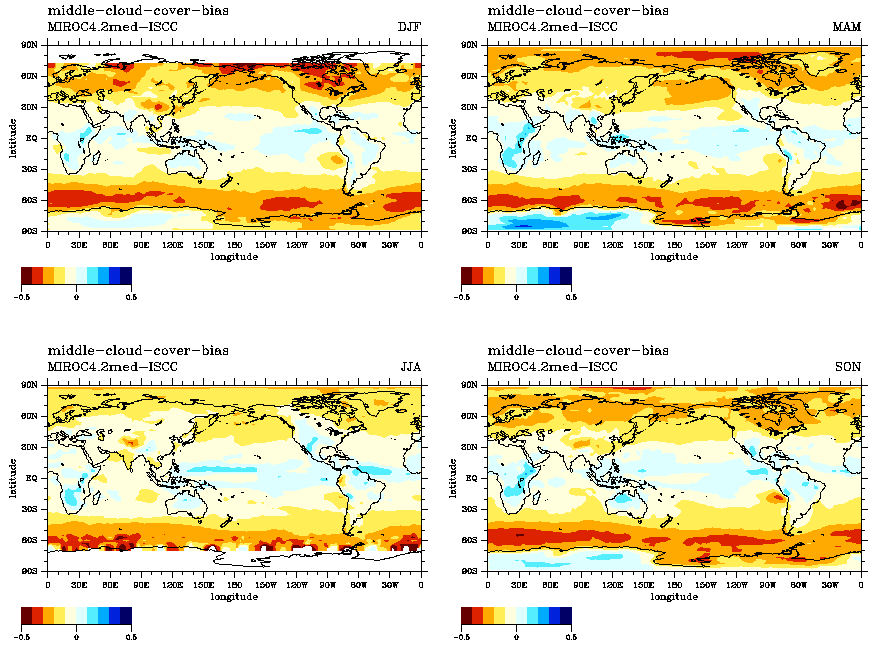 middle-cloud-cover-bias
MIROC4.2med-ISCC DJF
90N
60N
30N
EQ
30S
60S
90S
latitude
0 30E 60E 90E 120E 150E 180 150W 120W 90W 60W 30W 0
longitude
-0.5 0 0.5
middle-cloud-cover-bias
MIROC4.2med-ISCC MAM
90N
60N
30N
EQ
30S
60S
90S
latitude
0 30E 60E 90E 120E 150E 180 150W 120W 90W 60W 30W 0
longitude
-0.5 0 0.5
middle-cloud-cover-bias
MIROC4.2med-ISCC JJA
90N
60N
30N
EQ
30S
60S
90S
latitude
0 30E 60E 90E 120E 150E 180 150W 120W 90W 60W 30W 0
longitude
-0.5 0 0.5
middle-cloud-cover-bias
MIROC4.2med-ISCC SON
90N
60N
30N
EQ
30S
60S
90S
latitude
0 30E 60E 90E 120E 150E 180 150W 120W 90W 60W 30W 0
longitude
-0.5 0 0.5